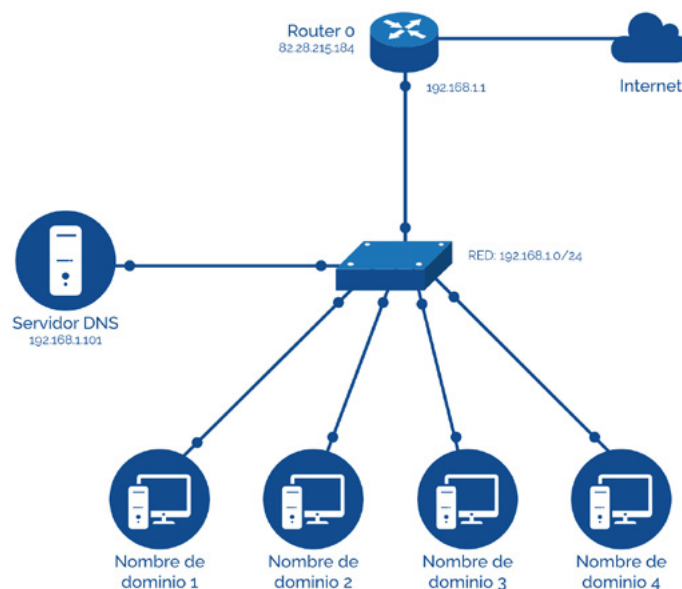 Router 0
82.28.215.184
Internet
192.168.1.1
RED: 192.168.1.0/24
Servidor DNS
192.168.1.101
Nombre de
dominio 1
Nombre de
dominio 2
Nombre de
dominio 3
Nombre de
dominio 4